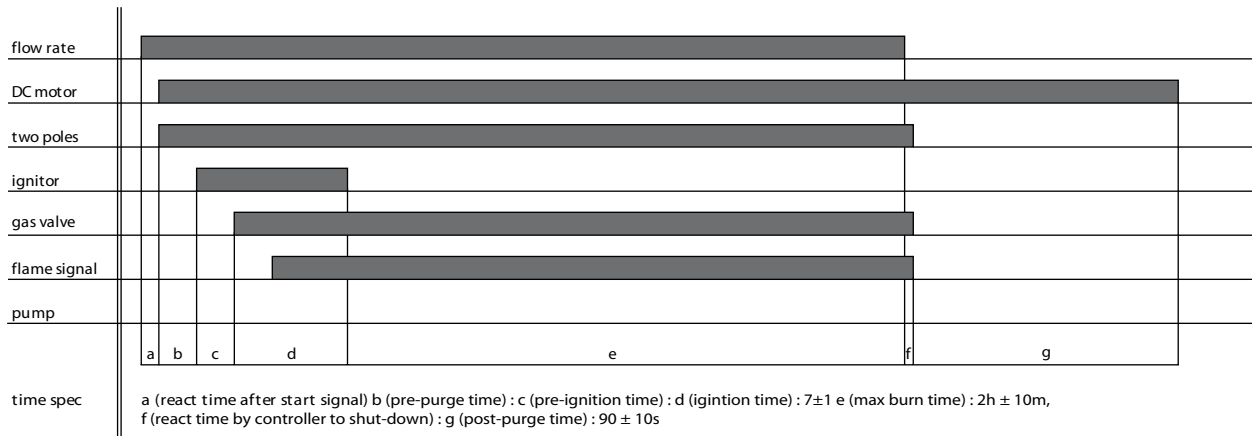 flow rate
DC motor
two poles
ignitor
gas valve
flame signal
pump
a b c d e f g
time spec
a (react time after start signal) b (pre-purge time) : c (pre-ignition time) : d (igintion time) : 7±1 e (max burn time) : 2h ± 10m,
f (react time by controller to shut-down) : g (post-purge time) : 90 ± 10s